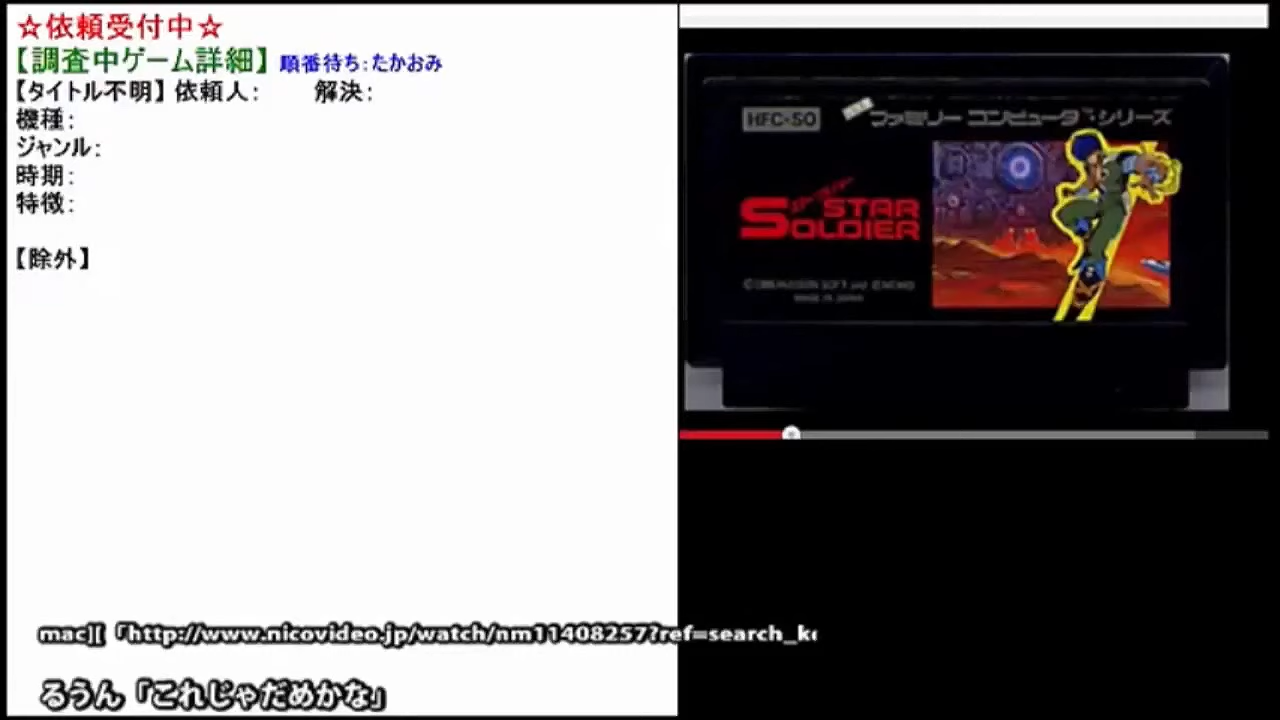 ☆依頼受付中☆
【調査中ゲーム詳細】 順番待ち:たかおみ
【タイトル不明】 依頼人: 解決:
機種:
ジャンル:
時期:
特徴:
【除外】
HFC-SO
ファミリー コンピュータ シリーズ
STAR
SOLDIER
MADE IN JAPAN
mac][「http://www.nicovideo.jp/watch/nm11408257?ref=search_k
るうん「これじゃだめかな」